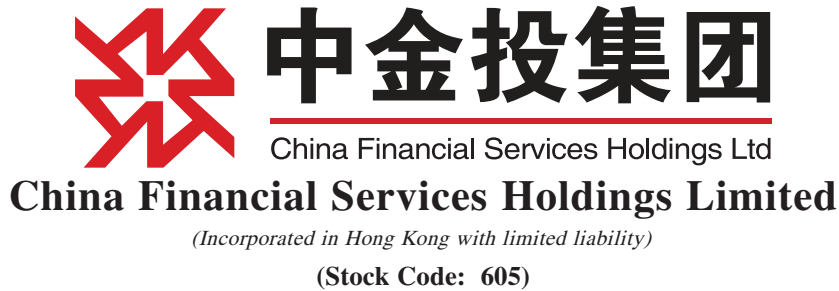 中金投集团
China Financial Services Holdings Ltd
China Financial Services Holdings Limited
(Incorporated in Hong Kong with limited liability)
(Stock Code: 605)